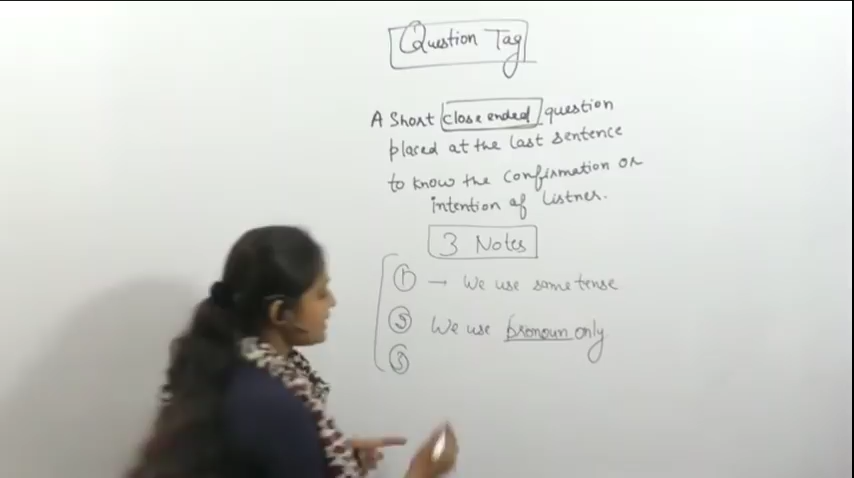 Question Tag
A Short close ended question
placed at the last sentence
to know the confirmation or
intention of listner.
3 Notes
① → We use same tense
We use pronoun only
③